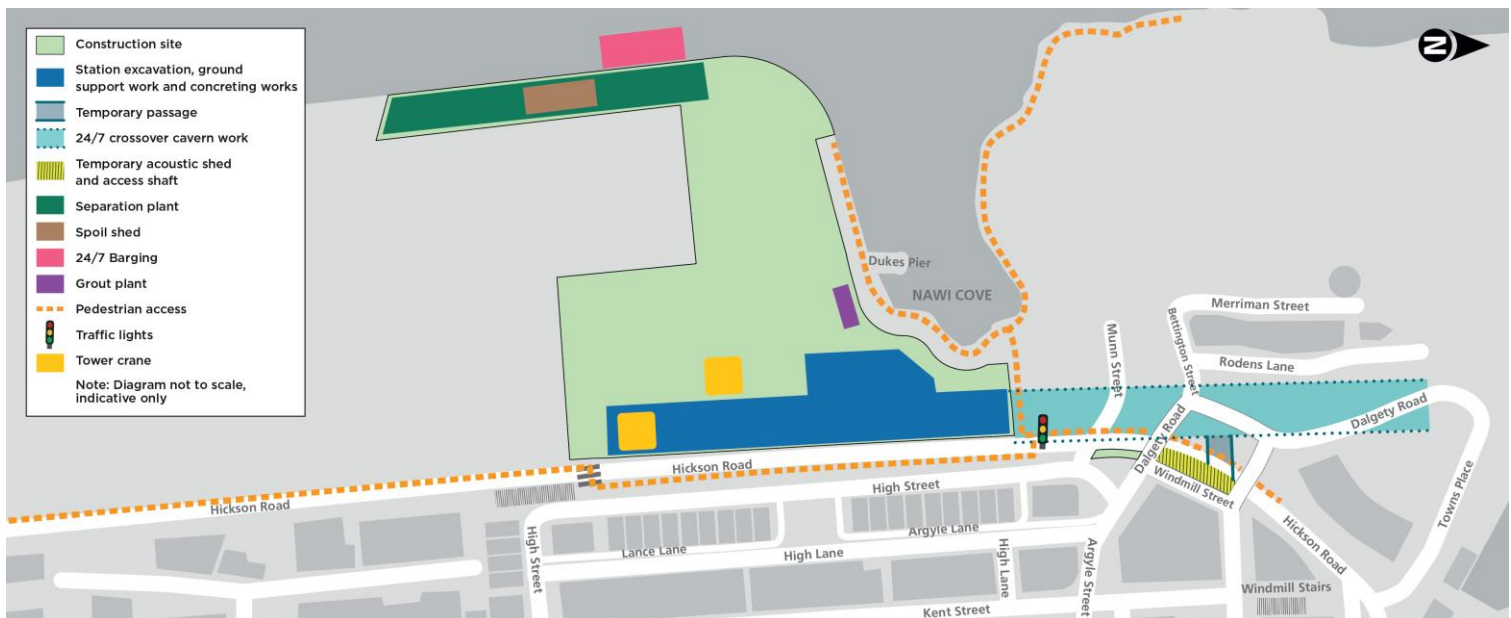 Construction site
Station excavation, ground
support work and concreting works
Temporary passage
24/7 crossover cavern work
Temporary acoustic shed
and access shaft
Separation plant
Spoil shed
24/7 Barging
Grout plant
Pedestrian access
Traffic lights
Tower crane
Note: Diagram not to scale,
indicative only
N
Dukes Pier
NAWI COVE
Merriman Street
Bettington Street
Munn Street
Rodens Lane
Dalgety Road
Dalgety Road
Towns Place
Hickson Road
Hickson Road
Windmill Street
Hickson Road
High Street
High Street
Argyle Lane
Lance Lane
High Lane
High Lane
Argyle Street
Kent Street
Windmill Stairs